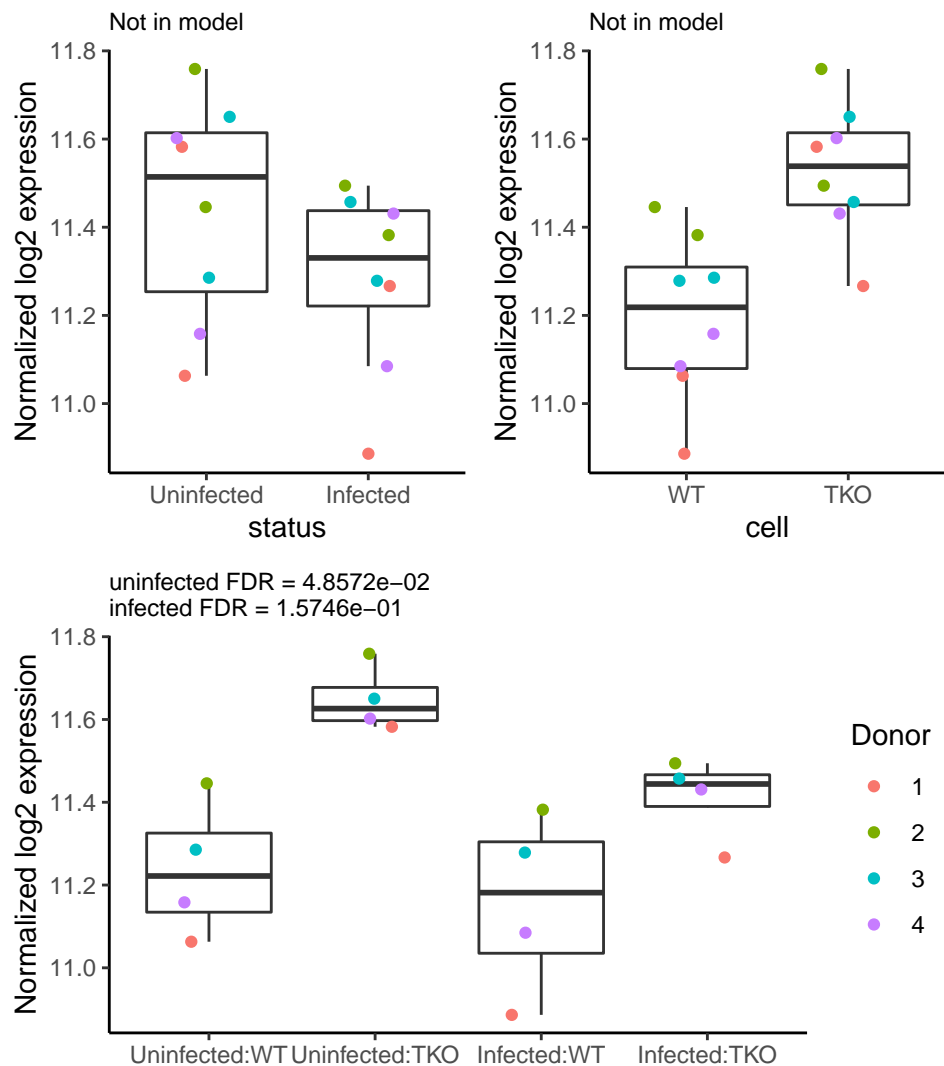 Not in model
Normalized log2 expression
11.8
11.6
11.4
11.2
11.0
Uninfected Infected
status
Not in model
Normalized log2 expression
11.8
11.6
11.4
11.2
11.0
WT TKO
cell
uninfected FDR = 4.8572e−02
infected FDR = 1.5746e−01
Normalized log2 expression
11.8
11.6
11.4
11.2
11.0
Uninfected:WT Uninfected:TKO Infected:WT Infected:TKO
Donor
1
2
3
4